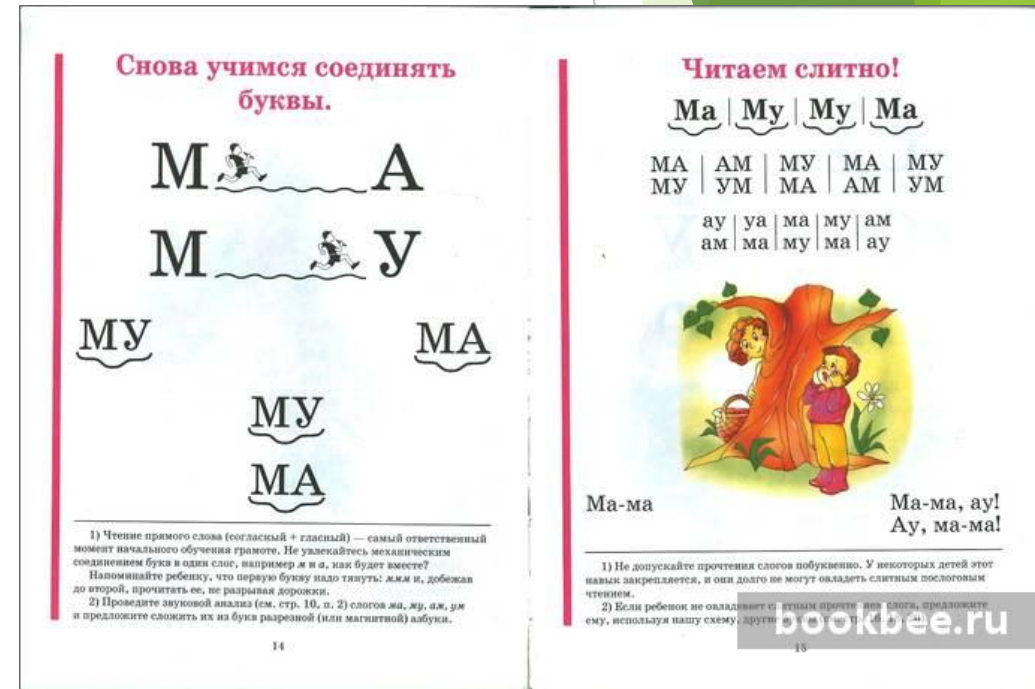 Снова учимся соединять
буквы.
М А
М У
МУ МА
МУ
МА
1) Чтение прямого слова (согласный + гласный) — самый ответственный
момент начального обучения грамоте. Не увлекайтесь механическим
соединением букв в один слог, например м и а, как будет вместе?
Напоминайте ребенку, что первую букву надо тянуть: ммм и, добежав
до второй, прочитать ее, не разрывая дорожки.
2) Проведите звуковой анализ (см. стр. 10, п. 2) слогов ма, му, ам, ум
и предложите сложить их из букв разрезной (или магнитной) азбуки.
14
Читаем слитно!
Ма | Му | Му | Ма
МА | АМ | МУ | МА | МУ
МУ | УМ | МА | АМ | УМ
ау | уа | ма | му | ам
ам | ма | му | ма | ау
Ма-ма
Ма-ма, ау!
Ау, ма-ма!
1) Не допускайте прочтения слогов побуквенно. У некоторых детей этот
навык закрепляется, и они долго не могут овладеть слитным послоговым
чтением.
2) Если ребенок не овладевает слитным слога, предложите
ему, используя нашу схему,
bookbee.ru
15